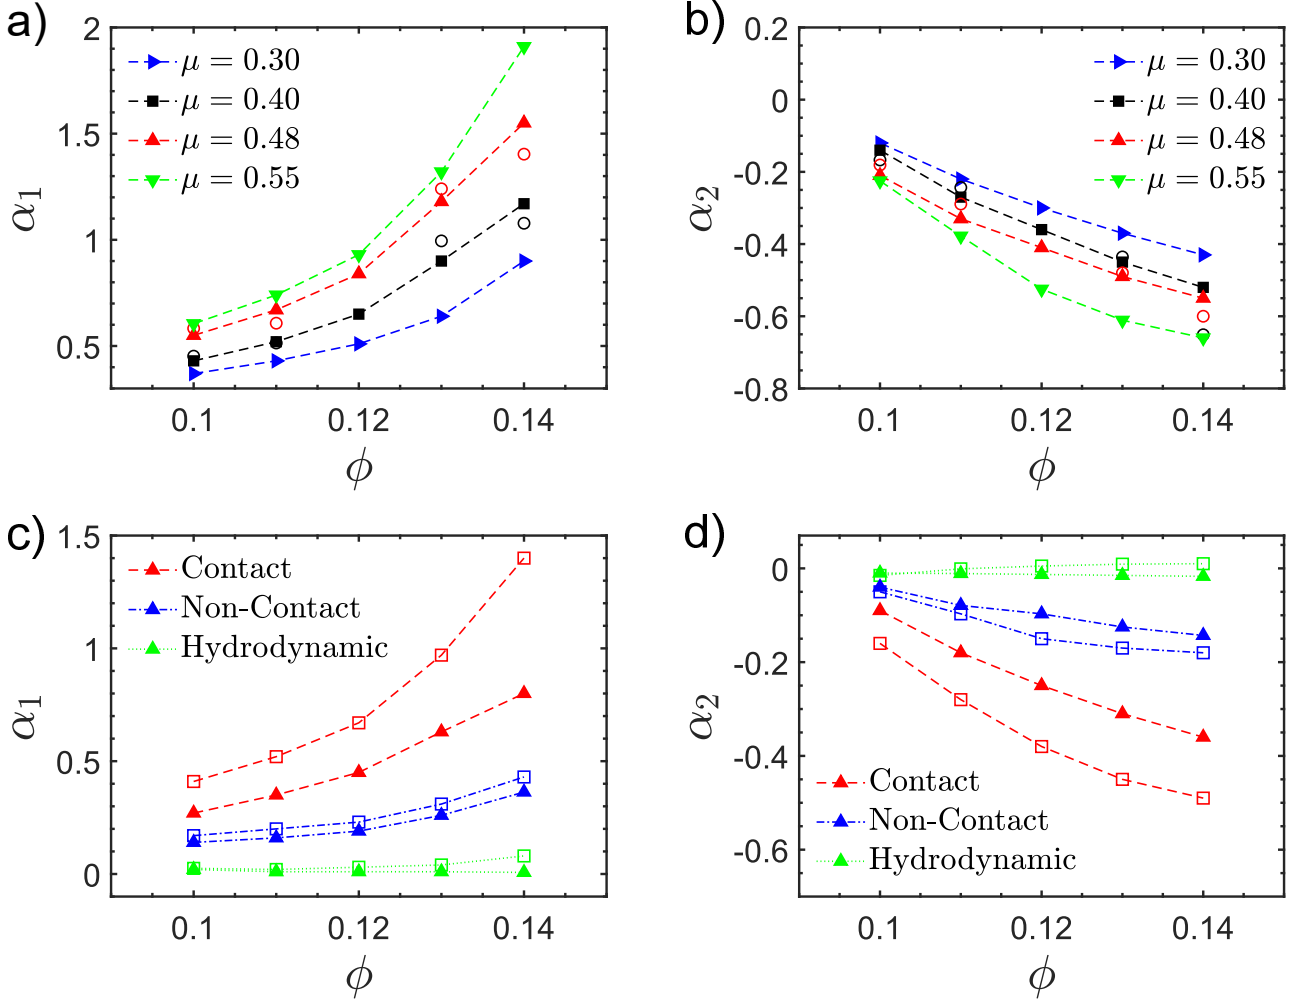 a)
2
1.5
1
0.5
0.1
0.12
0.14
α1
ϕ
μ = 0.30
μ = 0.40
μ = 0.48
μ = 0.55
b)
0.2
0
-0.2
-0.4
-0.6
-0.8
0.1
0.12
0.14
α2
ϕ
μ = 0.30
μ = 0.40
μ = 0.48
μ = 0.55
c)
1.5
1
0.5
0
0.1
0.12
0.14
α1
ϕ
Contact
Non-Contact
Hydrodynamic
d)
0
-0.2
-0.4
-0.6
0.1
0.12
0.14
α2
ϕ
Contact
Non-Contact
Hydrodynamic